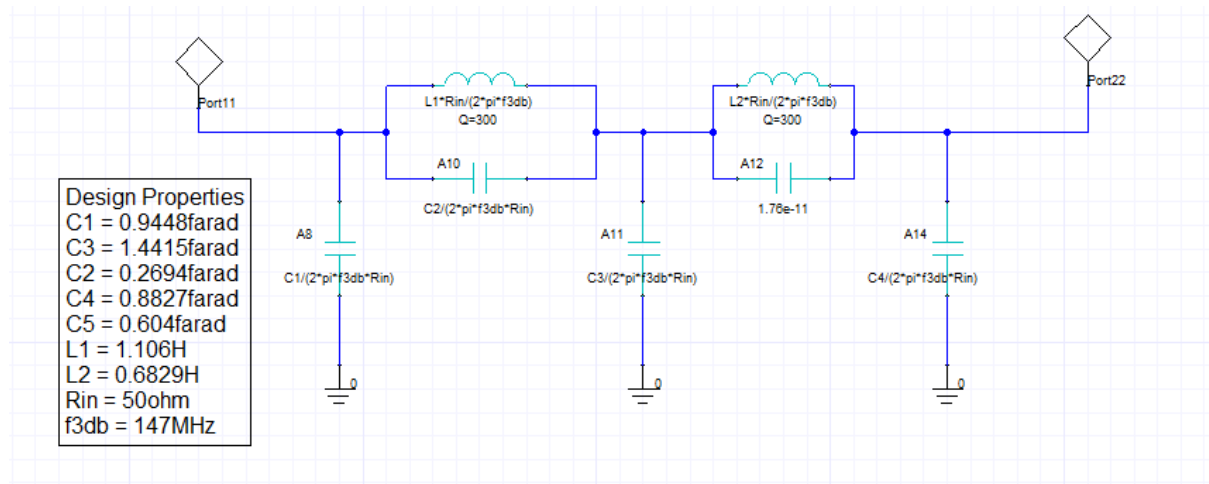 Port11
Port22
L1*Rin/(2*pi*f3db)
Q=300
L2*Rin/(2*pi*f3db)
Q=300
A10
C2/(2*pi*f3db*Rin)
A12
1.76e-11
Design Properties
C1 = 0.9448farad
C3 = 1.4415farad
C2 = 0.2694farad
C4 = 0.8827farad
C5 = 0.604farad
L1 = 1.106H
L2 = 0.6829H
Rin = 50ohm
f3db = 147MHz
A8
C1/(2*pi*f3db*Rin)
A11
C3/(2*pi*f3db*Rin)
A14
C4/(2*pi*f3db*Rin)
0
0
0